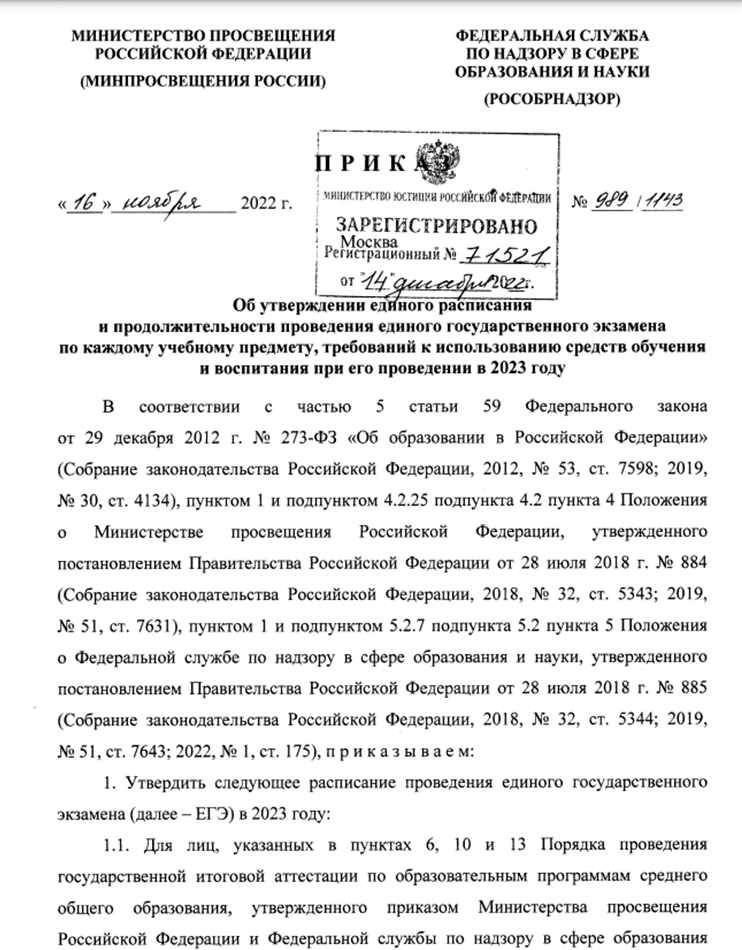 МИНИСТЕРСТВО ПРОСВЕЩЕНИЯ
РОССИЙСКОЙ ФЕДЕРАЦИИ
(МИНПРОСВЕЩЕНИЯ РОССИИ)
ФЕДЕРАЛЬНАЯ СЛУЖБА
ПО НАДЗОРУ В СФЕРЕ
ОБРАЗОВАНИЯ И НАУКИ
(РОСОБРНАДЗОР)
П Р И К А З
« 16 » ноября 2022 г.
№ 989 / 1143
МИНИСТЕРСТВО ЮСТИЦИИ РОССИЙСКОЙ ФЕДЕРАЦИИ
ЗАРЕГИСТРИРОВАНО
Москва
Регистрационный № 71521
от "14" декабря 2022г.
Об утверждении единого расписания
и продолжительности проведения единого государственного экзамена
по каждому учебному предмету, требований к использованию средств обучения
и воспитания при его проведении в 2023 году
В соответствии с частью 5 статьи 59 Федерального закона
от 29 декабря 2012 г. № 273-ФЗ «Об образовании в Российской Федерации»
(Собрание законодательства Российской Федерации, 2012, № 53, ст. 7598; 2019,
№ 30, ст. 4134), пунктом 1 и подпунктом 4.2.25 подпункта 4.2 пункта 4 Положения
о Министерстве просвещения Российской Федерации, утвержденного
постановлением Правительства Российской Федерации от 28 июля 2018 г. № 884
(Собрание законодательства Российской Федерации, 2018, № 32, ст. 5343; 2019,
№ 51, ст. 7631), пунктом 1 и подпунктом 5.2.7 подпункта 5.2 пункта 5 Положения
о Федеральной службе по надзору в сфере образования и науки, утвержденного
постановлением Правительства Российской Федерации от 28 июля 2018 г. № 885
(Собрание законодательства Российской Федерации, 2018, № 32, ст. 5344; 2019,
№ 51, ст. 7643; 2022, № 1, ст. 175), п р и к а з ы в а е м:
1. Утвердить следующее расписание проведения единого государственного
экзамена (далее – ЕГЭ) в 2023 году:
1.1. Для лиц, указанных в пунктах 6, 10 и 13 Порядка проведения
государственной итоговой аттестации по образовательным программам среднего
общего образования, утвержденного приказом Министерства просвещения
Российской Федерации и Федеральной службы по надзору в сфере образования